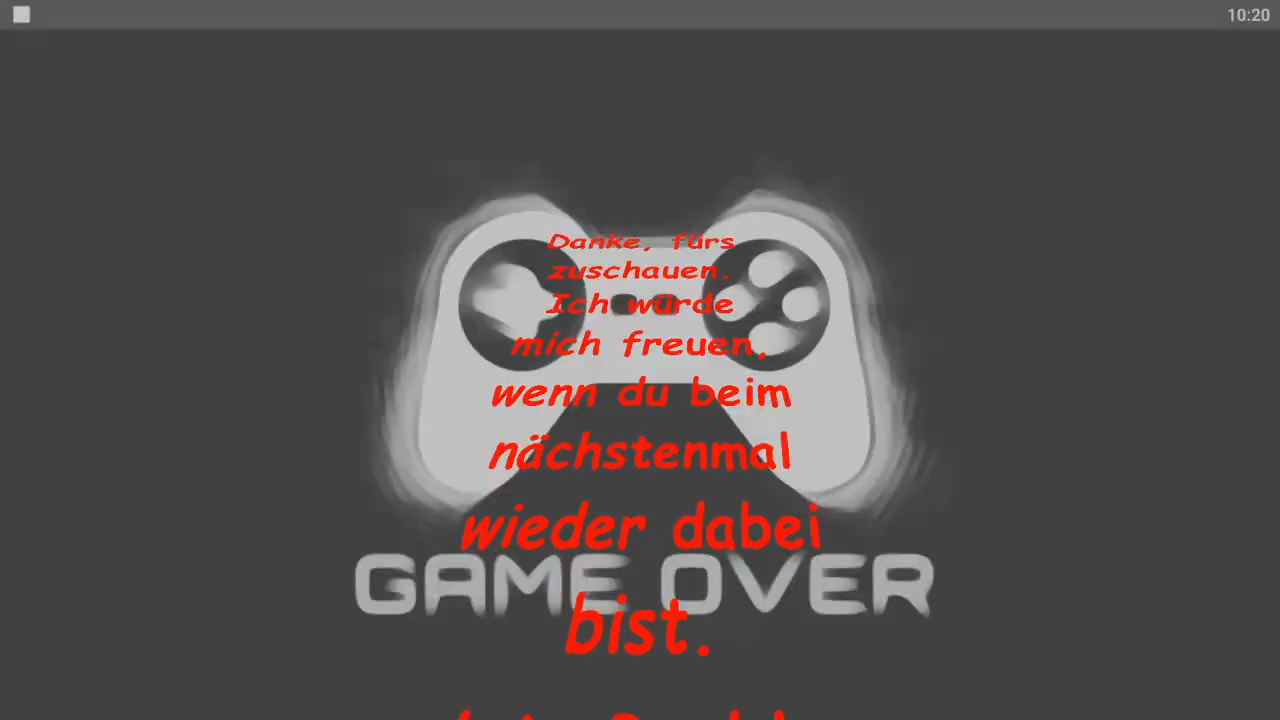 10:20
Danke, fürs
zuschauen.
Ich würde
mich freuen,
wenn du beim
nächstenmal
wieder dabei
GAME OVER
bist.